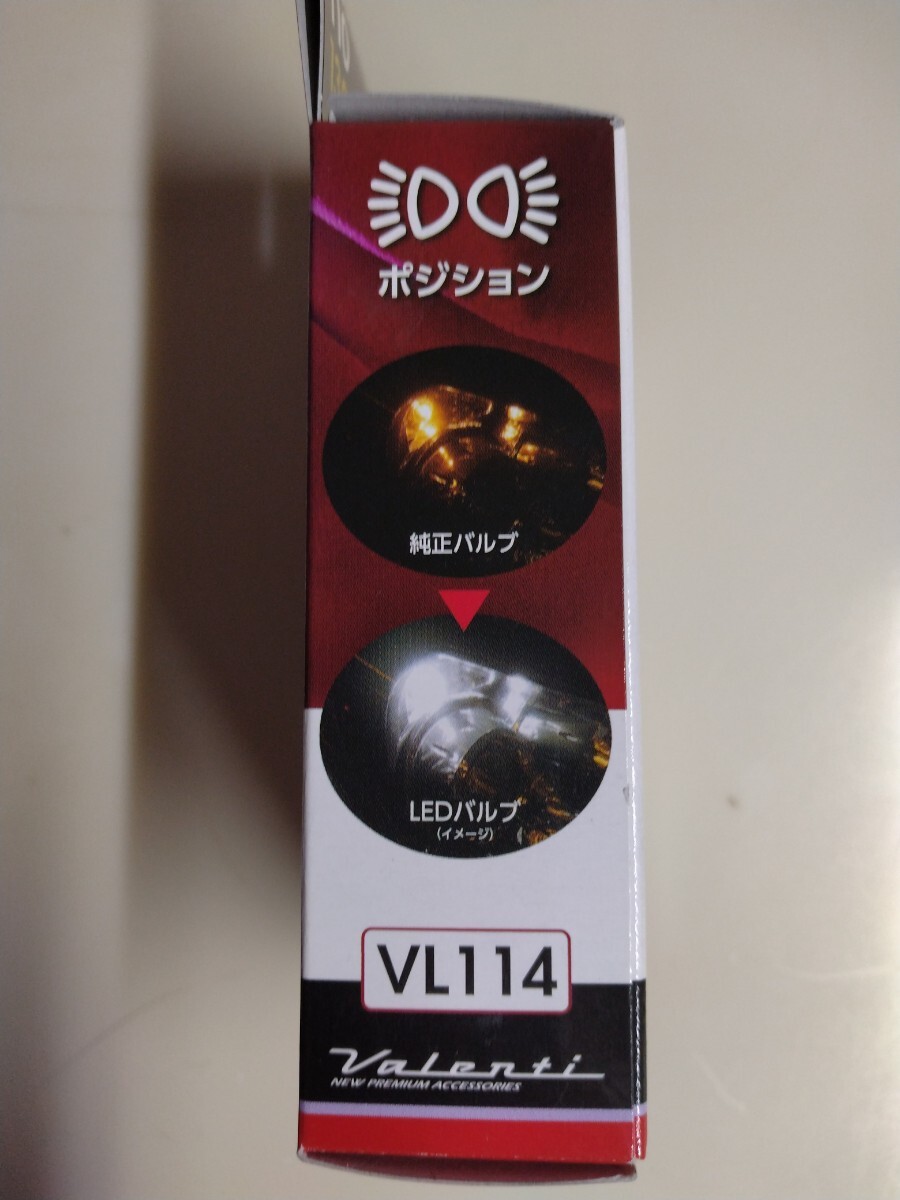 ポジション
純正バルブ
LEDバルブ
(イメージ)
VL114
Valenti
NEW PREMIUM ACCESSORIES